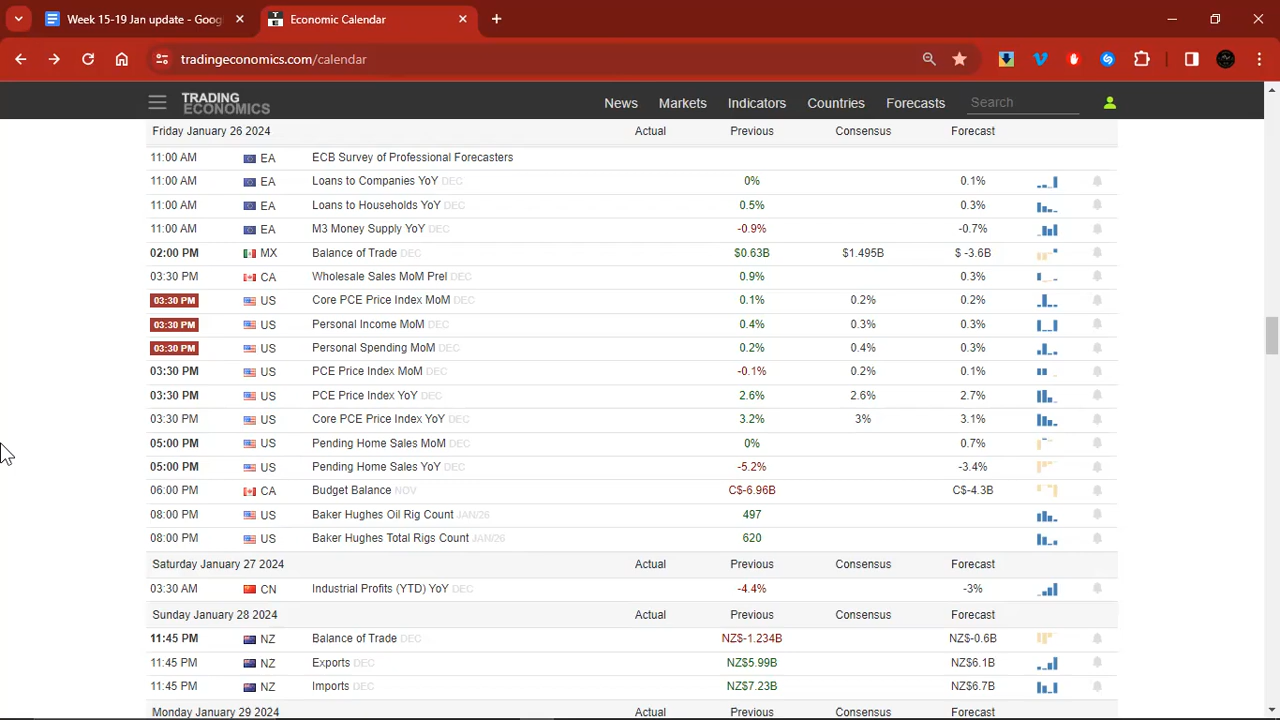 Week 15-19 Jan update - Goog
Economic Calendar
tradingeconomics.com/calendar
TRADING ECONOMICS News Markets Indicators Countries Forecasts Search
Friday January 26 2024 Actual Previous Consensus Forecast
11:00 AM EA ECB Survey of Professional Forecasters
11:00 AM EA Loans to Companies YoY DEC 0% 0.1%
11:00 AM EA Loans to Households YoY DEC 0.5% 0.3%
11:00 AM EA M3 Money Supply YoY DEC -0.9% -0.7%
02:00 PM MX Balance of Trade DEC $0.63B $1.495B $ -3.6B
03:30 PM CA Wholesale Sales MoM Prel DEC 0.9% 0.3%
03:30 PM US Core PCE Price Index MoM DEC 0.1% 0.2% 0.2%
03:30 PM US Personal Income MoM DEC 0.4% 0.3% 0.3%
03:30 PM US Personal Spending MoM DEC 0.2% 0.4% 0.3%
03:30 PM US PCE Price Index MoM DEC -0.1% 0.2% 0.1%
03:30 PM US PCE Price Index YoY DEC 2.6% 2.6% 2.7%
03:30 PM US Core PCE Price Index YoY DEC 3.2% 3% 3.1%
05:00 PM US Pending Home Sales MoM DEC 0% 0.7%
05:00 PM US Pending Home Sales YoY DEC -5.2% -3.4%
06:00 PM CA Budget Balance NOV C$-6.96B C$-4.3B
08:00 PM US Baker Hughes Oil Rig Count JAN/26 497
08:00 PM US Baker Hughes Total Rigs Count JAN/26 620
Saturday January 27 2024 Actual Previous Consensus Forecast
03:30 AM CN Industrial Profits (YTD) YoY DEC -4.4% -3%
Sunday January 28 2024 Actual Previous Consensus Forecast
11:45 PM NZ Balance of Trade DEC NZ$-1.234B NZ$-0.6B
11:45 PM NZ Exports DEC NZ$5.99B NZ$6.1B
11:45 PM NZ Imports DEC NZ$7.23B NZ$6.7B
Monday January 29 2024 Actual Previous Consensus Forecast